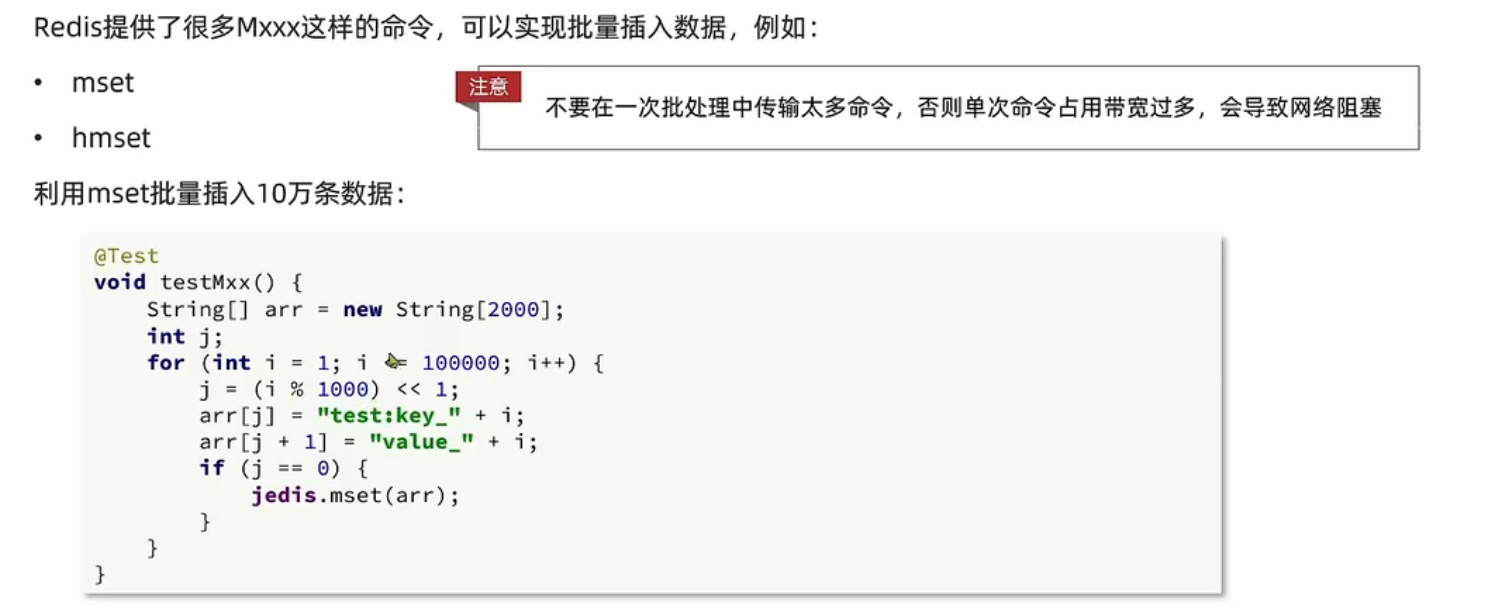 Redis提供了很多Mxxx这样的命令，可以实现批量插入数据，例如：
• mset
• hmset
注意
不要在一次批处理中传输太多命令，否则单次命令占用带宽过多，会导致网络阻塞
利用mset批量插入10万条数据：
@Test
void testMxx() {
    String[] arr = new String[2000];
    int j;
    for (int i = 1; i = 100000; i++) {
        j = (i % 1000) << 1;
        arr[j] = "test:key_" + i;
        arr[j + 1] = "value_" + i;
        if (j == 0) {
            jedis.mset(arr);
        }
    }
}